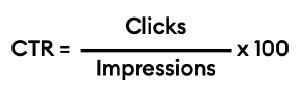 Clicks
CTR = x 100
Impressions